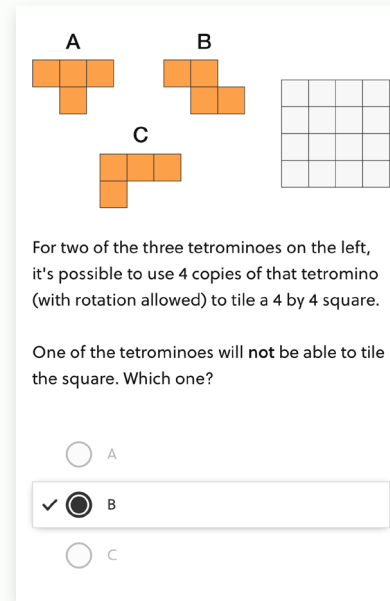 A
B
C
For two of the three tetrominoes on the left,
it's possible to use 4 copies of that tetromino
(with rotation allowed) to tile a 4 by 4 square.
One of the tetrominoes will not be able to tile
the square. Which one?
A
B
C